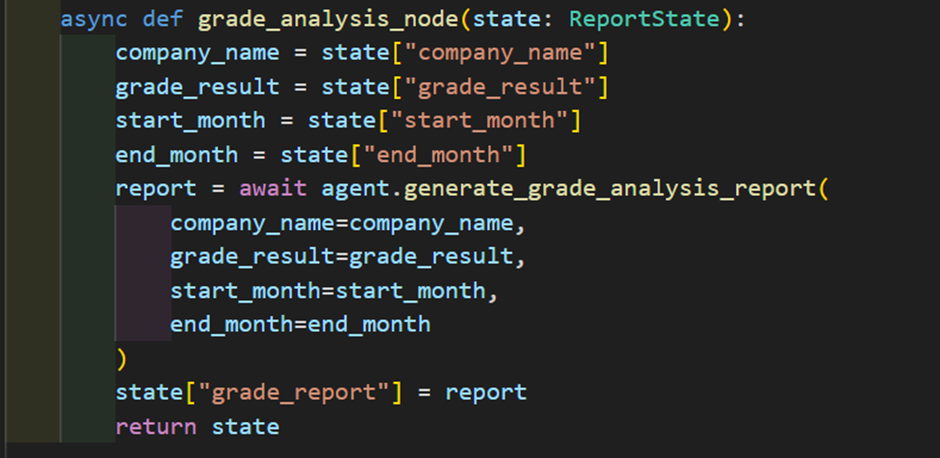 async def grade_analysis_node(state: ReportState):
company_name = state["company_name"]
grade_result = state["grade_result"]
start_month = state["start_month"]
end_month = state["end_month"]
report = await agent.generate_grade_analysis_report(
company_name=company_name,
grade_result=grade_result,
start_month=start_month,
end_month=end_month
)
state["grade_report"] = report
return state